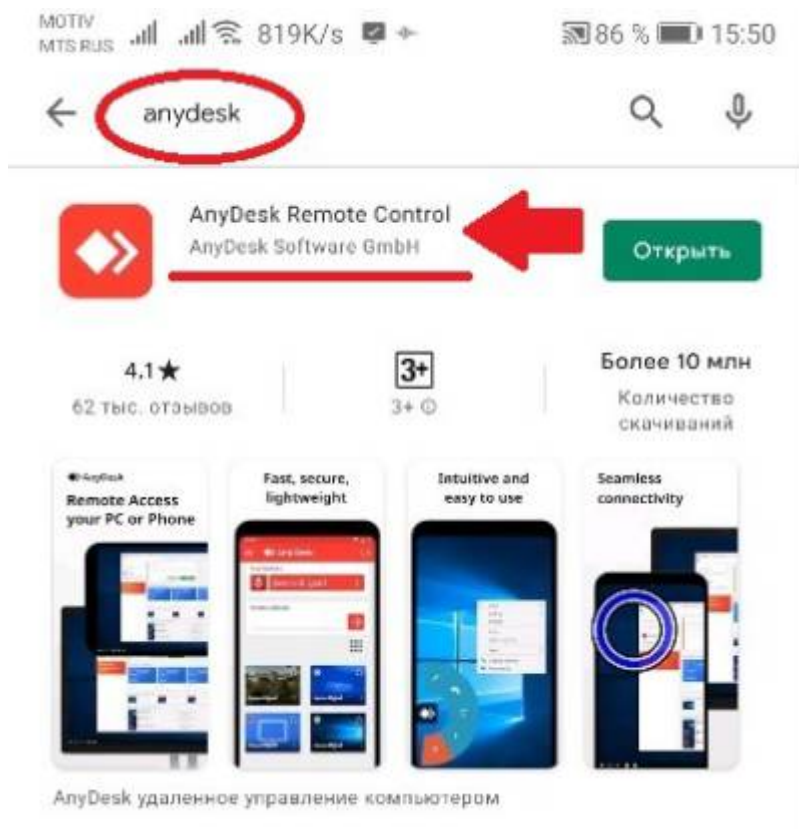 MOTIV
MTS RUS
819K/s
86 % 15:50
anydesk
AnyDesk Remote Control
AnyDesk Software GmbH
Открыть
4.1★
62 тыс. отзывов
3+
3+
Более 10 млн
Количество
скачиваний
AnyDesk
Remote Access
your PC or Phone
Fast, secure,
lightweight
Intuitive and
easy to use
Seamless
connectivity
AnyDesk
AnyDesk удаленное управление компьютером